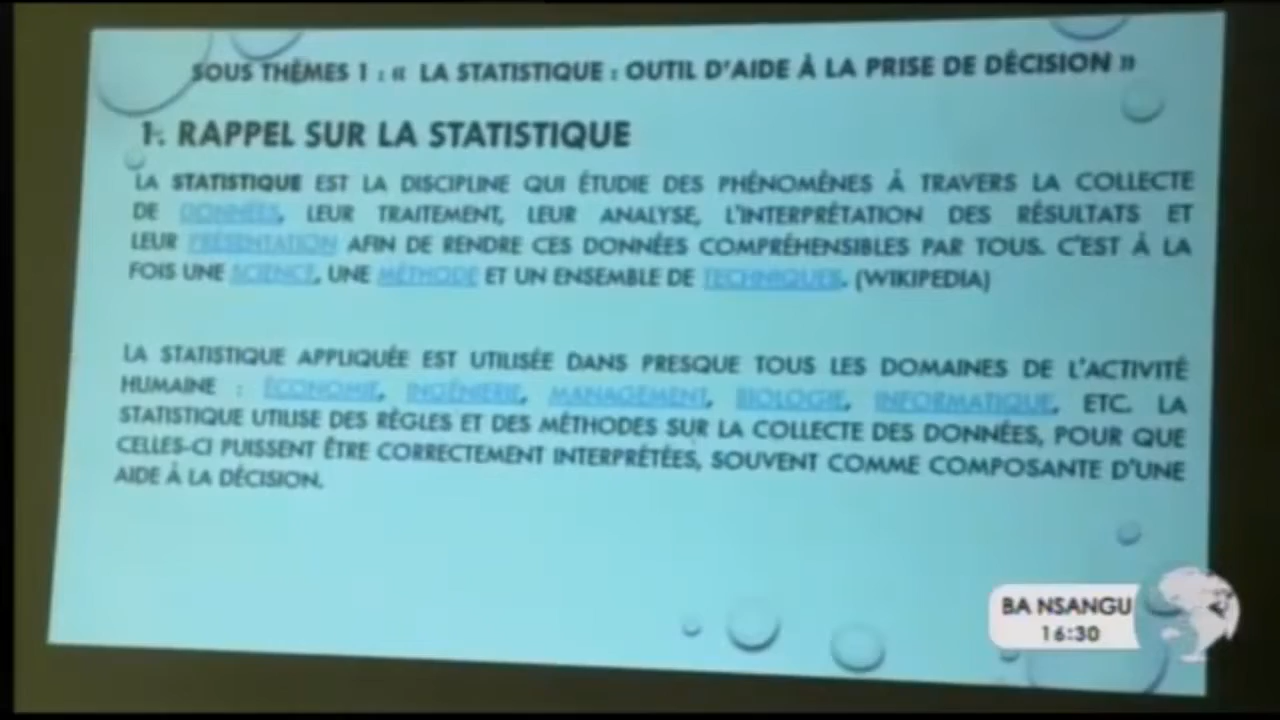 SOUS THÈMES 1 : « LA STATISTIQUE : OUTIL D'AIDE À LA PRISE DE DÉCISION »
1. RAPPEL SUR LA STATISTIQUE
LA STATISTIQUE EST LA DISCIPLINE QUI ÉTUDIE DES PHÉNOMÈNES À TRAVERS LA COLLECTE
DE DONNÉES, LEUR TRAITEMENT, LEUR ANALYSE, L'INTERPRÉTATION DES RÉSULTATS ET
LEUR PRÉSENTATION AFIN DE RENDRE CES DONNÉES COMPRÉHENSIBLES PAR TOUS. C'EST À LA
FOIS UNE SCIENCE, UNE MÉTHODE ET UN ENSEMBLE DE TECHNIQUES. (WIKIPEDIA)
LA STATISTIQUE APPLIQUÉE EST UTILISÉE DANS PRESQUE TOUS LES DOMAINES DE L'ACTIVITÉ
HUMAINE : ÉCONOMIE, INGÉNIERIE, MANAGEMENT, BIOLOGIE, INFORMATIQUE, ETC. LA
STATISTIQUE UTILISE DES RÈGLES ET DES MÉTHODES SUR LA COLLECTE DES DONNÉES, POUR QUE
CELLES-CI PUISSENT ÊTRE CORRECTEMENT INTERPRÉTÉES, SOUVENT COMME COMPOSANTE D'UNE
AIDE À LA DÉCISION.
BA NSANGU
16:30